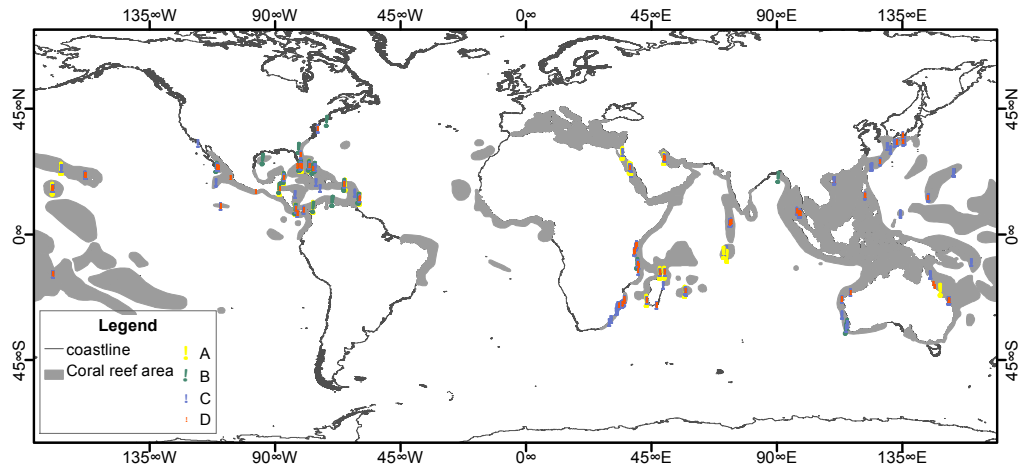 135∞W 90∞W 45∞W 0∞ 45∞E 90∞E 135∞E
45∞N 45∞N
0∞ 0∞
45∞S 45∞S
Legend
coastline
Coral reef area
A
B
C
D
135∞W 90∞W 45∞W 0∞ 45∞E 90∞E 135∞E